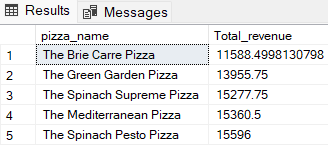 Results Messages
pizza_name Total_revenue
1 The Brie Carre Pizza 11588.4998130798
2 The Green Garden Pizza 13955.75
3 The Spinach Supreme Pizza 15277.75
4 The Mediterranean Pizza 15360.5
5 The Spinach Pesto Pizza 15596